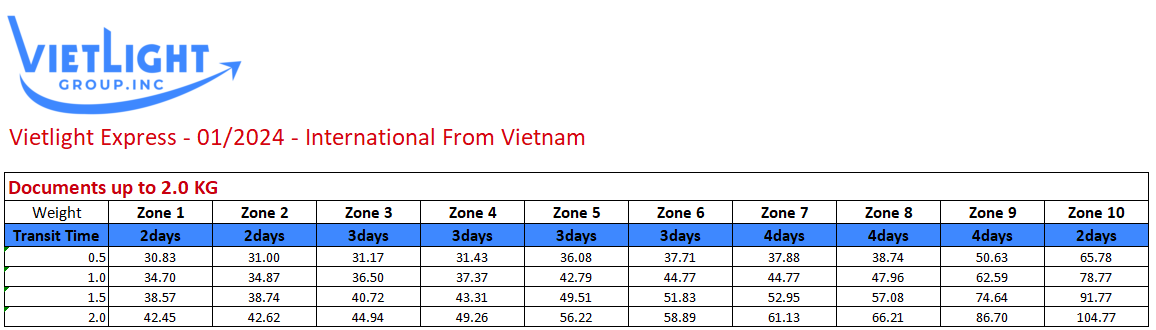 VIETLIGHT
GROUP.INC
Vietlight Express - 01/2024 - International From Vietnam
Documents up to 2.0 KG
Weight Zone 1 Zone 2 Zone 3 Zone 4 Zone 5 Zone 6 Zone 7 Zone 8 Zone 9 Zone 10
Transit Time 2days 2days 3days 3days 3days 3days 4days 4days 4days 2days
0.5 30.83 31.00 31.17 31.43 36.08 37.71 37.88 38.74 50.63 65.78
1.0 34.70 34.87 36.50 37.37 42.79 44.77 44.77 47.96 62.59 78.77
1.5 38.57 38.74 40.72 43.31 49.51 51.83 52.95 57.08 74.64 91.77
2.0 42.45 42.62 44.94 49.26 56.22 58.89 61.13 66.21 86.70 104.77